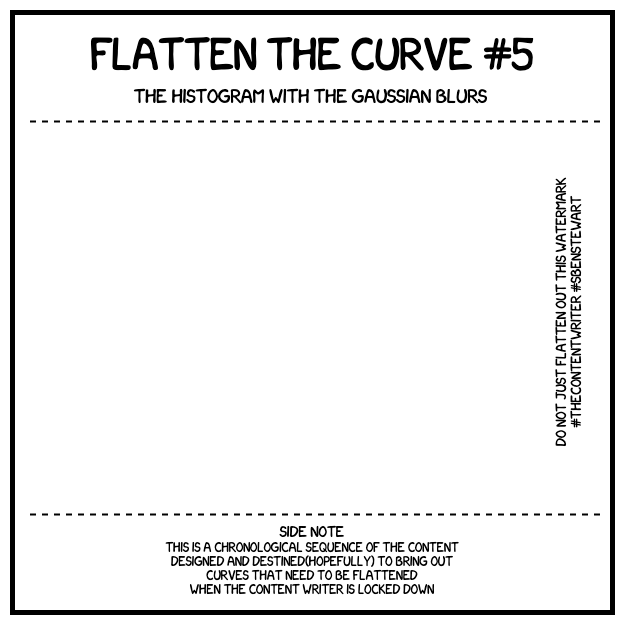 FLATTEN THE CURVE #5
THE HISTOGRAM WITH THE GAUSSIAN BLURS
DO NOT JUST FLATTEN OUT THIS WATERMARK
#THECONTENTWRITER #SBENSTEWART
SIDE NOTE
THIS IS A CHRONOLOGICAL SEQUENCE OF THE CONTENT
DESIGNED AND DESTINED(HOPEFULLY) TO BRING OUT
CURVES THAT NEED TO BE FLATTENED
WHEN THE CONTENT WRITER IS LOCKED DOWN